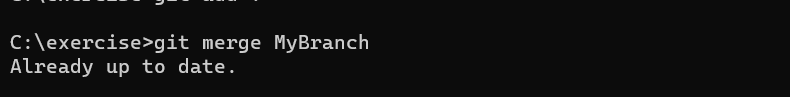 C:\exercise>git merge MyBranch
Already up to date.